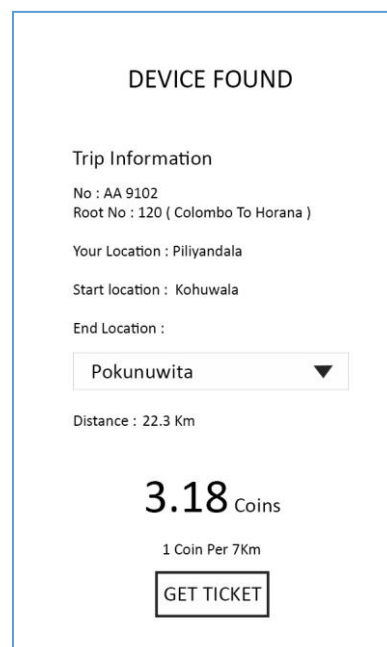 DEVICE FOUND
Trip Information
No : AA 9102
Root No : 120 ( Colombo To Horana )
Your Location : Piliyandala
Start location : Kohuwala
End Location :
Pokunuwita
Distance : 22.3 Km
3.18 Coins
1 Coin Per 7Km
GET TICKET